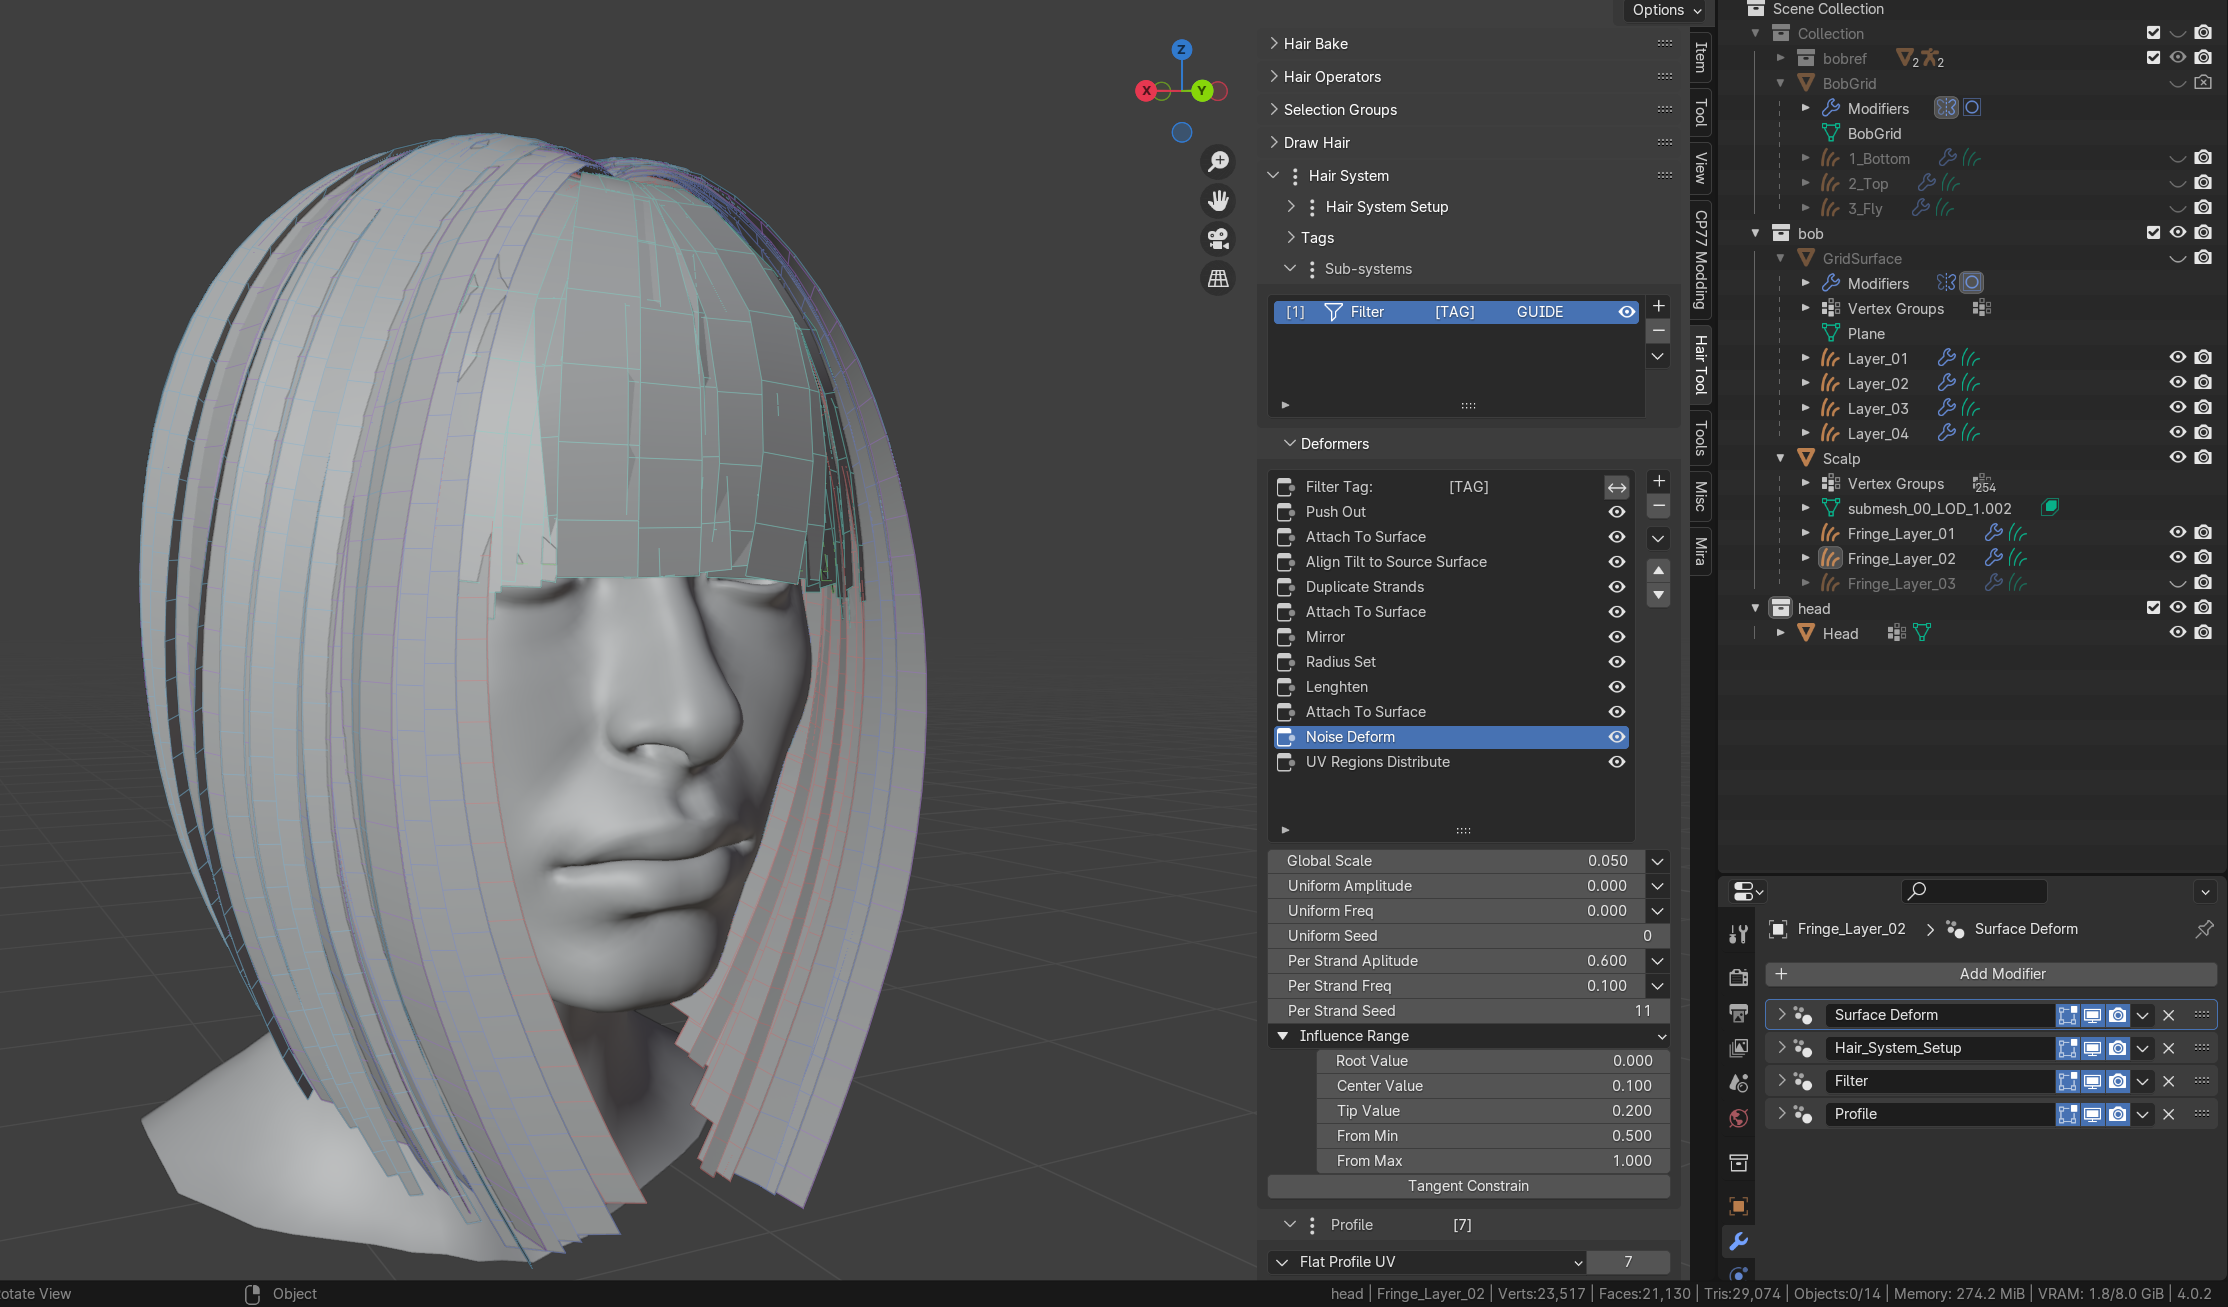 Options
Z
X
Y
Hair Bake
Hair Operators
Selection Groups
Draw Hair
Hair System
Hair System Setup
Tags
Sub-systems
[1] Filter [TAG] GUIDE
Deformers
Filter Tag: [TAG]
Push Out
Attach To Surface
Align Tilt to Source Surface
Duplicate Strands
Attach To Surface
Mirror
Radius Set
Lenghten
Attach To Surface
Noise Deform
UV Regions Distribute
Global Scale 0.050
Uniform Amplitude 0.000
Uniform Freq 0.000
Uniform Seed 0
Per Strand Aplitude 0.600
Per Strand Freq 0.100
Per Strand Seed 11
Influence Range
Root Value 0.000
Center Value 0.100
Tip Value 0.200
From Min 0.500
From Max 1.000
Tangent Constrain
Profile [7]
Flat Profile UV 7
Item
Tool
View
CP77 Modding
Hair Tool
Tools
Misc
Mira
Scene Collection
Collection
bobref 2 2
BobGrid
Modifiers
BobGrid
1_Bottom
2_Top
3_Fly
bob
GridSurface
Modifiers
Vertex Groups
Plane
Layer_01
Layer_02
Layer_03
Layer_04
Scalp
Vertex Groups 254
submesh_00_LOD_1.002
Fringe_Layer_01
Fringe_Layer_02
Fringe_Layer_03
head
Head
Fringe_Layer_02 Surface Deform
Add Modifier
Surface Deform
Hair_System_Setup
Filter
Profile
otate View Object head | Fringe_Layer_02 | Verts:23,517 | Faces:21,130 | Tris:29,074 | Objects:0/14 | Memory: 274.2 MiB | VRAM: 1.8/8.0 GiB | 4.0.2